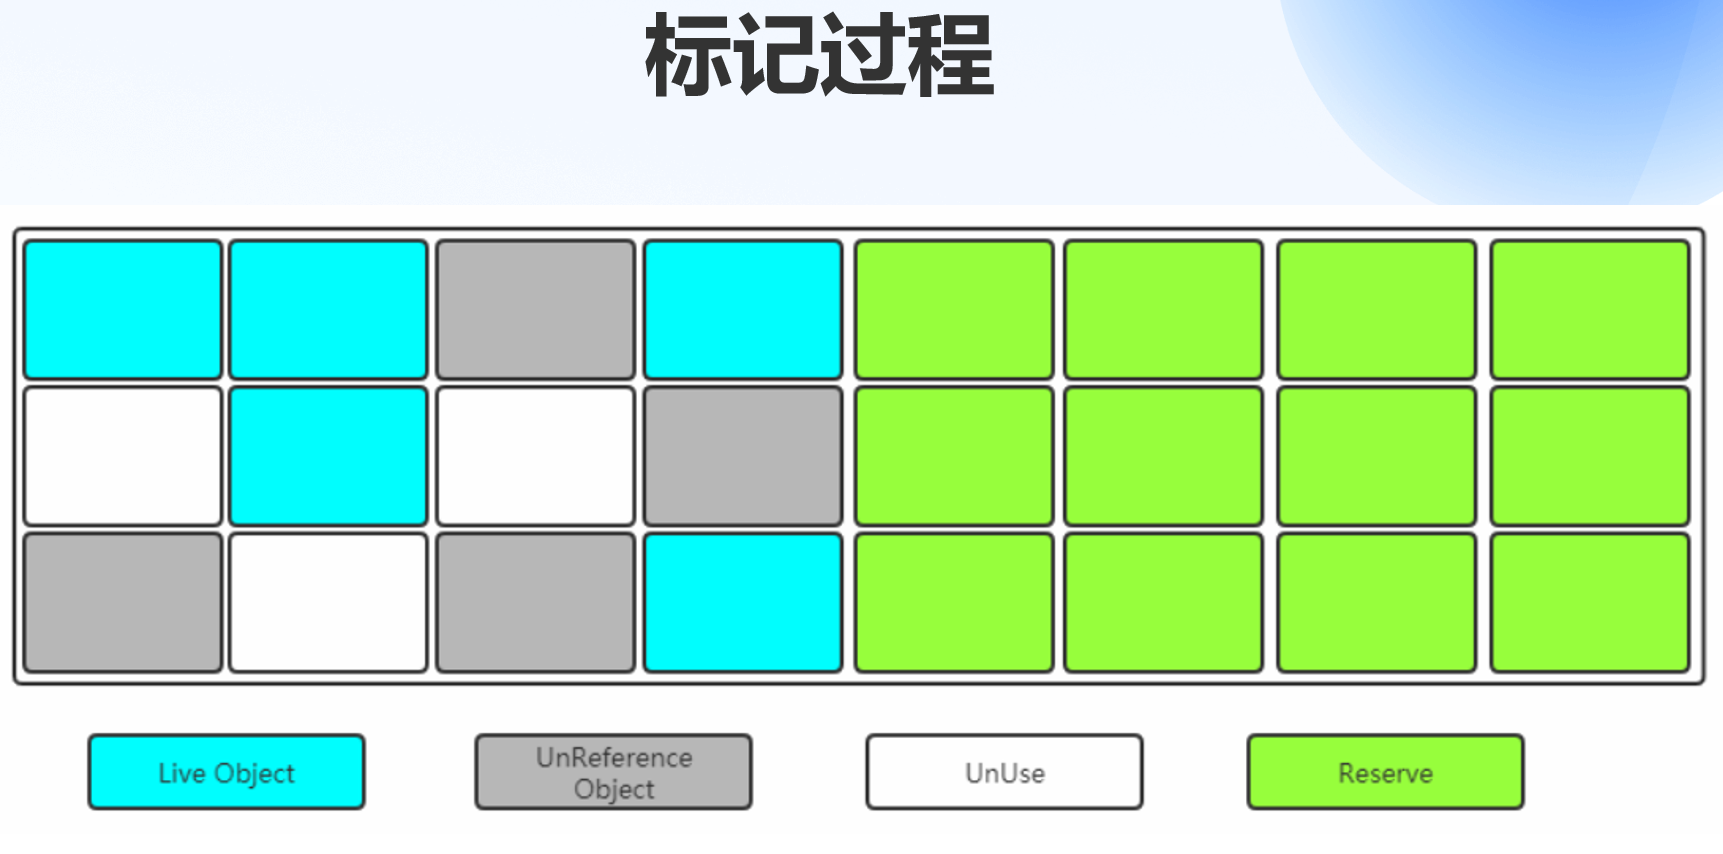 标记过程
Live Object
UnReference
Object
UnUse
Reserve